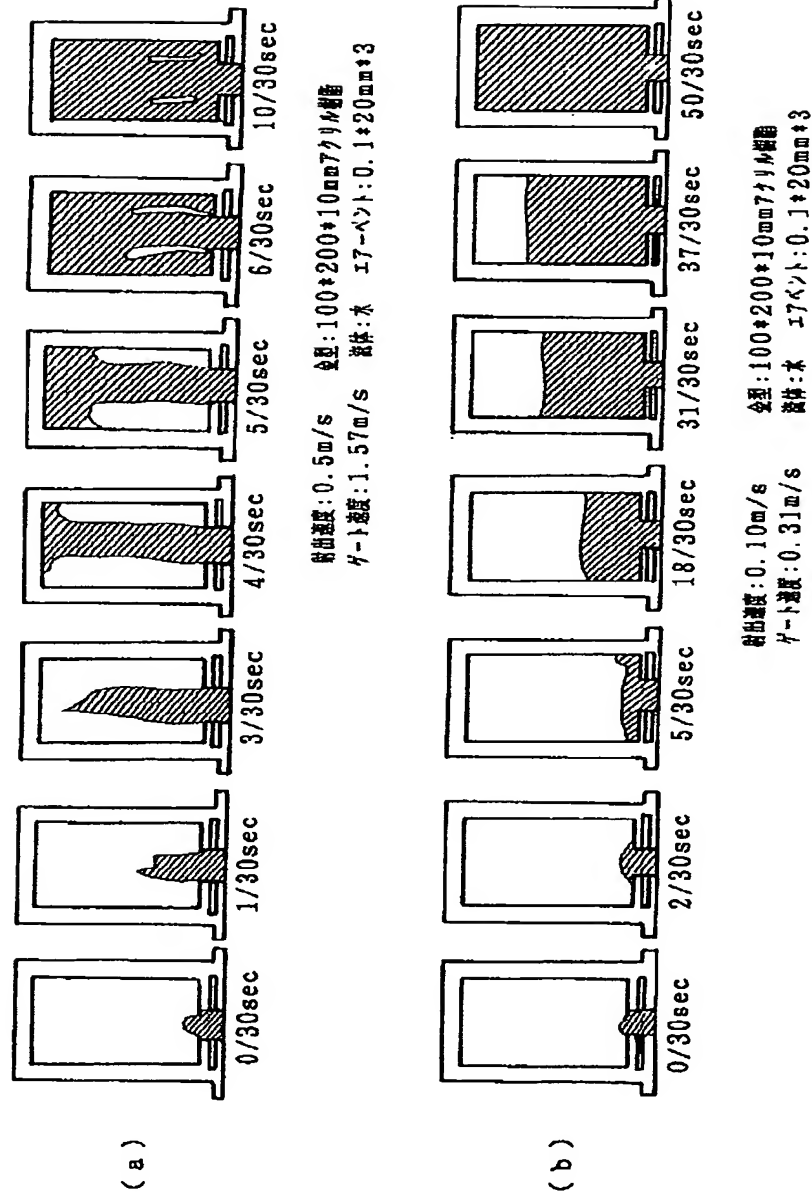 (a)
0/30sec 1/30sec 3/30sec 4/30sec 5/30sec 6/30sec 10/30sec
射出速度:0.5m/s 金型:100*200*10mmアクリル樹脂
ゲート速度:1.57m/s 流体:水 エアーベント:0.1*20mm*3
(b)
0/30sec 2/30sec 5/30sec 18/30sec 31/30sec 37/30sec 50/30sec
射出速度:0.10m/s 金型:100*200*10mmアクリル樹脂
ゲート速度:0.31m/s 流体:水 エアベント:0.1*20mm*3